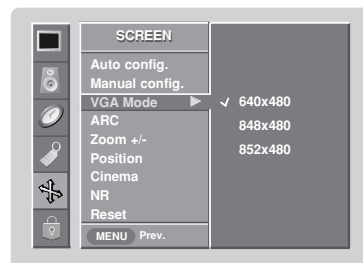 SCREEN
Auto config.
Manual config.
VGA Mode ▶ ✓ 640x480
ARC 848x480
Zoom +/- 852x480
Position
Cinema
NR
Reset
MENU Prev.